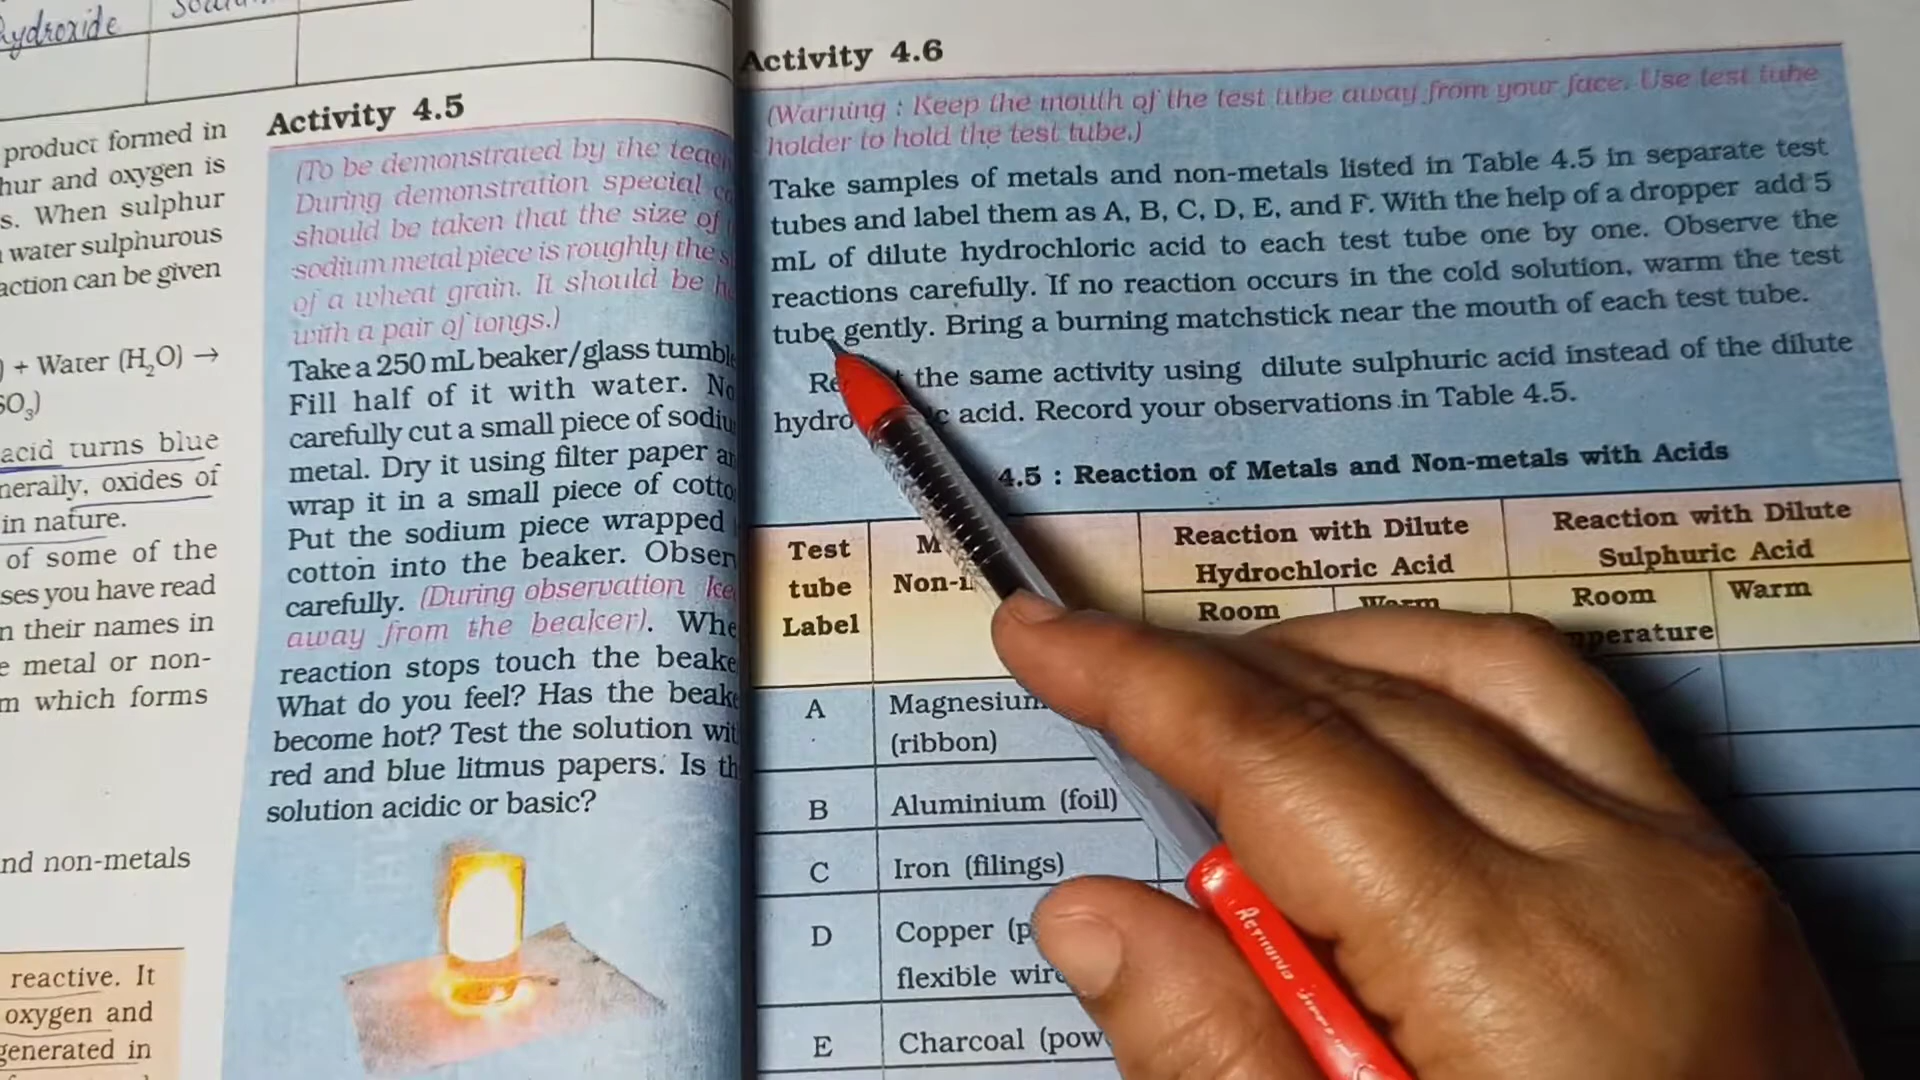 hydroxide
product formed in
hur and oxygen is
s. When sulphur
water sulphurous
action can be given
) + Water (H₂O) →
SO₃)
acid turns blue
nerally, oxides of
in nature.
of some of the
ses you have read
n their names in
e metal or non-
m which forms
nd non-metals
reactive. It
oxygen and
generated in
Activity 4.5
(To be demonstrated by the
During demonstration special
should be taken that the size of
sodium metal piece is roughly the
of a wheat grain. It should be
with a pair of tongs.)
Take a 250 mL beaker/glass tumbl
Fill half of it with water.
carefully cut a small piece of sodiu
metal. Dry it using filter paper
wrap it in a small piece of cotto
Put the sodium piece wrapped
cotton into the beaker. Obser
carefully. (During observation
away from the beaker). Whe
reaction stops touch the beake
What do you feel? Has the beak
become hot? Test the solution wit
red and blue litmus papers. Is th
solution acidic or basic?
Activity 4.6
(Warning : Keep the mouth of the test tube away from your face. Use test tube
holder to hold the test tube.)
Take samples of metals and non-metals listed in Table 4.5 in separate test
tubes and label them as A, B, C, D, E, and F. With the help of a dropper add 5
mL of dilute hydrochloric acid to each test tube one by one. Observe the
reactions carefully. If no reaction occurs in the cold solution, warm the test
tube gently. Bring a burning matchstick near the mouth of each test tube.
the same activity using dilute sulphuric acid instead of the dilute
hydro c acid. Record your observations in Table 4.5.
4.5 : Reaction of Metals and Non-metals with Acids
Test
tube
Label
Non-
Reaction with Dilute
Hydrochloric Acid
Reaction with Dilute
Sulphuric Acid
Room
Warm
Room
perature
Warm
A
Magnesium
(ribbon)
B
Aluminium (foil)
C
Iron (filings)
D
Copper (p
flexible wire
E
Charcoal (pow